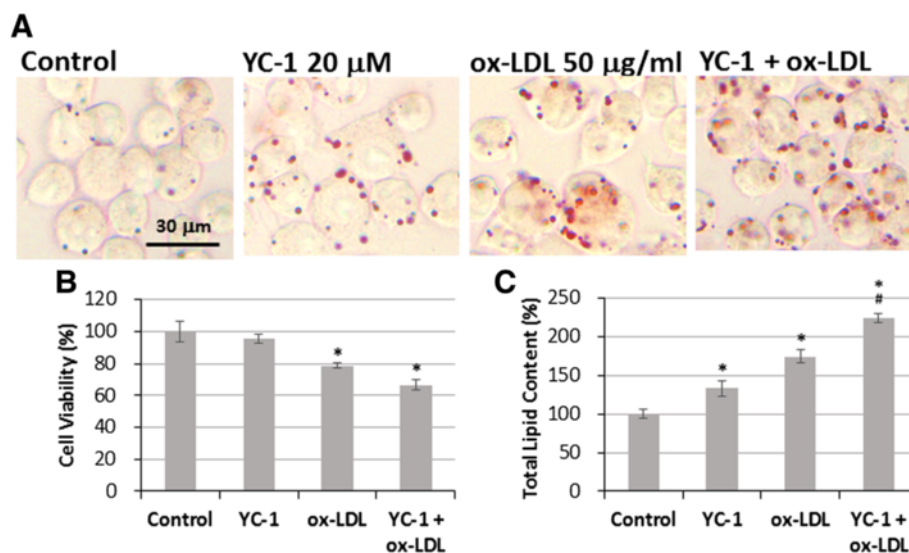 A
Control
YC-1 20 µM
ox-LDL 50 µg/ml
YC-1 + ox-LDL
30 µm
B
Cell Viability (%)
120
100
80
60
40
20
0
*
*
Control
YC-1
ox-LDL
YC-1 +
ox-LDL
C
Total Lipid Content (%)
250
200
150
100
50
0
*
*
*
#
Control
YC-1
ox-LDL
YC-1 +
ox-LDL